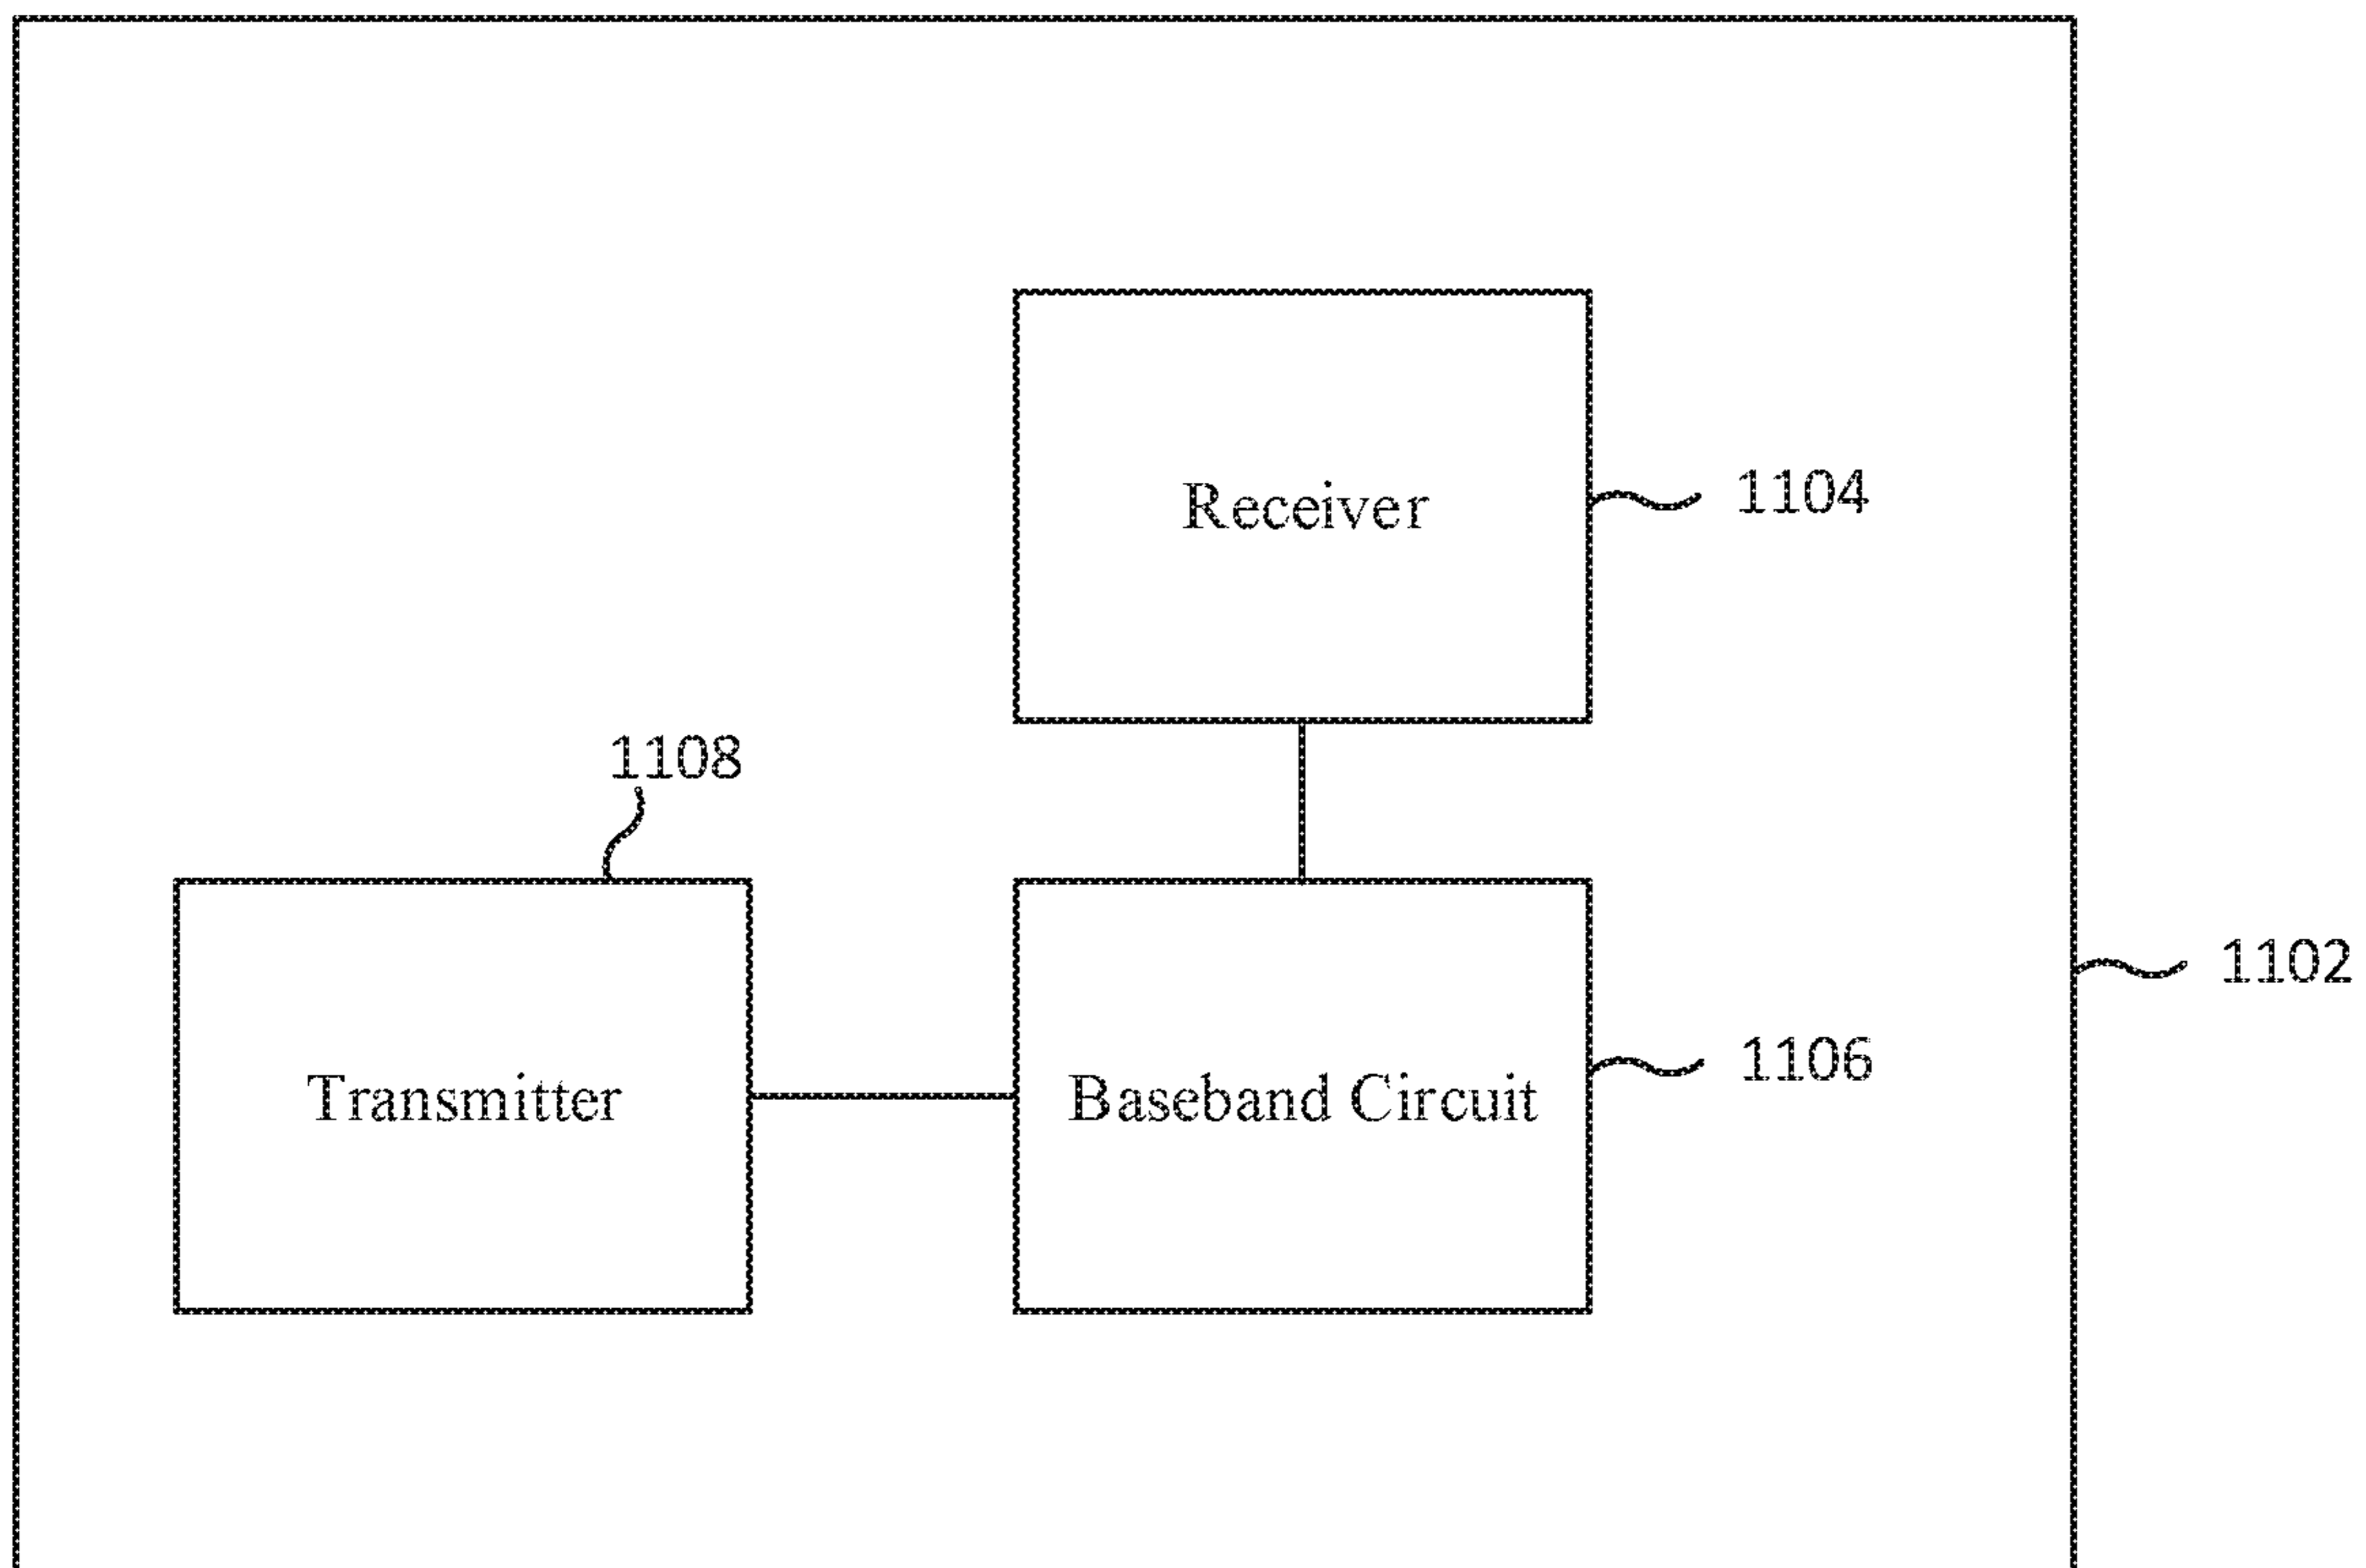 Receiver
1104
1108
1102
Transmitter
Baseband Circuit
1106